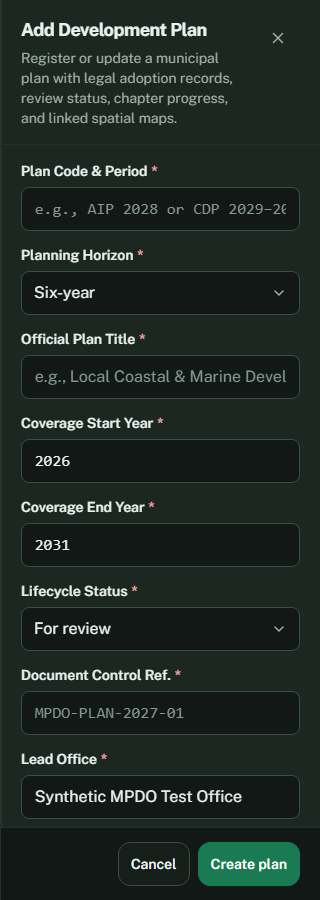 Add Development Plan
Register or update a municipal
plan with legal adoption records,
review status, chapter progress,
and linked spatial maps.
Plan Code & Period *
e.g., AIP 2028 or CDP 2029–20
Planning Horizon *
Six-year
Official Plan Title *
e.g., Local Coastal & Marine Devel
Coverage Start Year *
2026
Coverage End Year *
2031
Lifecycle Status *
For review
Document Control Ref. *
MPDO-PLAN-2027-01
Lead Office *
Synthetic MPDO Test Office
Cancel
Create plan